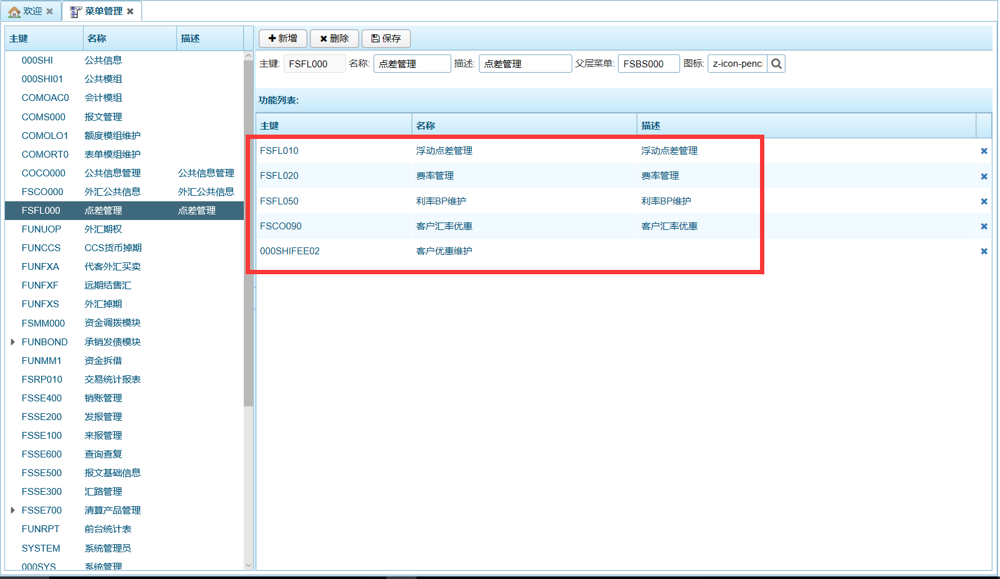 欢迎 菜单管理
主键 名称 描述
000SHI 公共信息
000SHI01 公共模组
COMOAC0 会计模组
COMS000 报文管理
COMOLO1 额度模组维护
COMORT0 表单模组维护
COCO000 公共信息管理 公共信息管理
FSCO000 外汇公共信息 外汇公共信息
FSFL000 点差管理 点差管理
FUNUOP 外汇期权
FUNCCS CCS货币掉期
FUNFXA 代客外汇买卖
FUNFXF 远期结售汇
FUNFXS 外汇掉期
FSMM000 资金调拨模块
FUNBOND 承销发债模块
FUNMM1 资金拆借
FSRP010 交易统计报表
FSSE400 销账管理
FSSE200 发报管理
FSSE100 来报管理
FSSE600 查询查复
FSSE500 报文基础信息
FSSE300 汇路管理
FSSE700 清算产品管理
FUNRPT 前台统计表
SYSTEM 系统管理员
000SYS 系统管理
新增 删除 保存
主键: FSFL000 名称: 点差管理 描述: 点差管理 父层菜单: FSBS000 图标: z-icon-penci
功能列表:
主键 名称 描述
FSFL010 浮动点差管理 浮动点差管理
FSFL020 费率管理 费率管理
FSFL050 利率BP维护 利率BP维护
FSCO090 客户汇率优惠 客户汇率优惠
000SHIFEE02 客户优惠维护